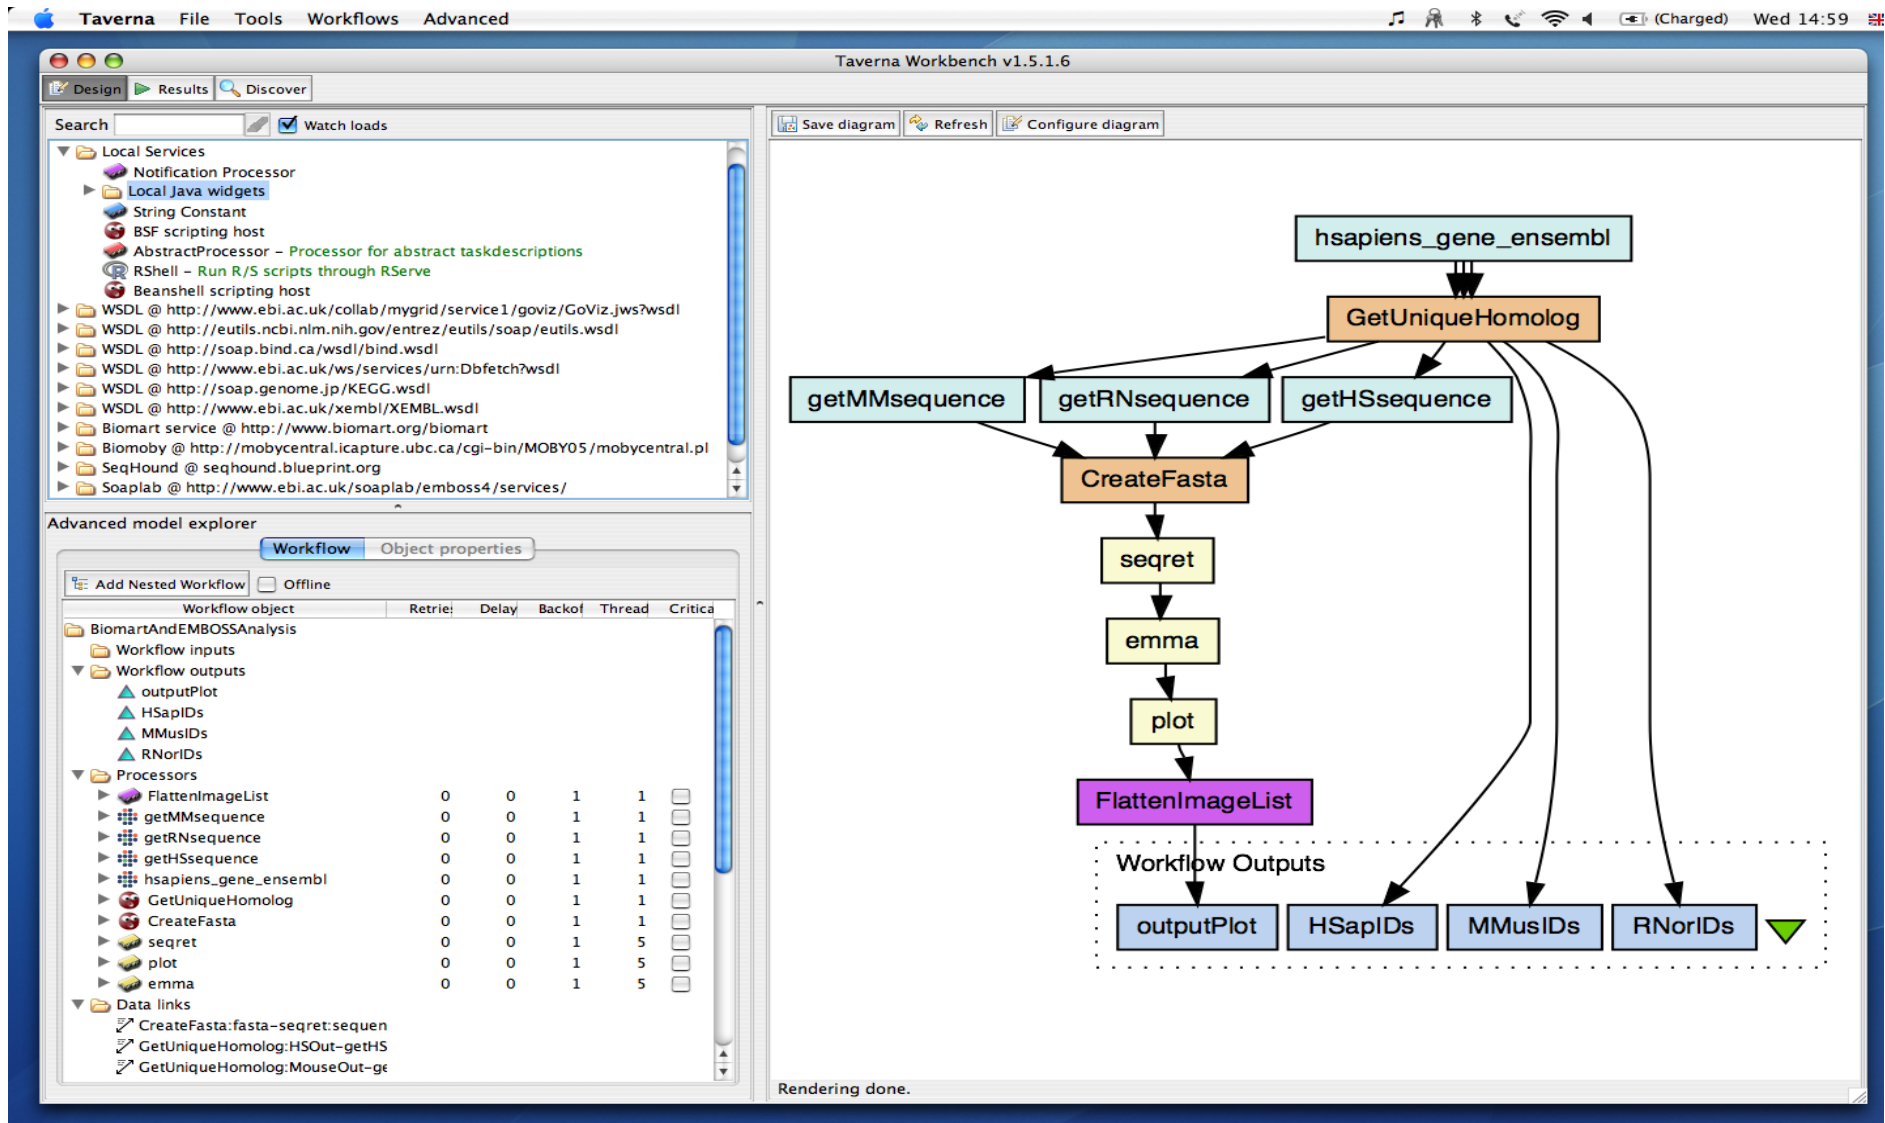 Taverna File Tools Workflows Advanced (Charged) Wed 14:59
Taverna Workbench v1.5.1.6
Design Results Discover
Search Watch loads
Local Services
Notification Processor
Local Java widgets
String Constant
BSF scripting host
AbstractProcessor – Processor for abstract taskdescriptions
RShell – Run R/S scripts through RServe
Beanshell scripting host
WSDL @ http://www.ebi.ac.uk/collab/mygrid/service1/goviz/GoViz.jws?wsdl
WSDL @ http://eutils.ncbi.nlm.nih.gov/entrez/eutils/soap/eutils.wsdl
WSDL @ http://soap.bind.ca/wsdl/bind.wsdl
WSDL @ http://www.ebi.ac.uk/ws/services/urn:Dbfetch?wsdl
WSDL @ http://soap.genome.jp/KEGG.wsdl
WSDL @ http://www.ebi.ac.uk/xembl/XEMBL.wsdl
Biomart service @ http://www.biomart.org/biomart
Biomoby @ http://mobycentral.icapture.ubc.ca/cgi-bin/MOBY05/mobycentral.pl
SeqHound @ seqhound.blueprint.org
Soaplab @ http://www.ebi.ac.uk/soaplab/emboss4/services/
Advanced model explorer
Workflow Object properties
Add Nested Workflow Offline
Workflow object Retrie Delay Backof Thread Critica
BiomartAndEMBOSSAnalysis
Workflow inputs
Workflow outputs
outputPlot
HSapIDs
MMusIDs
RNorIDs
Processors
FlattenImageList 0 0 1 1
getMMsequence 0 0 1 1
getRNsequence 0 0 1 1
getHSsequence 0 0 1 1
hsapiens_gene_ensembl 0 0 1 1
GetUniqueHomolog 0 0 1 1
CreateFasta 0 0 1 1
seqret 0 0 1 5
plot 0 0 1 5
emma 0 0 1 5
Data links
CreateFasta:fasta-seqret:sequen
GetUniqueHomolog:HSOut-getHS
GetUniqueHomolog:MouseOut-ge
Save diagram Refresh Configure diagram
hsapiens_gene_ensembl
GetUniqueHomolog
getMMsequence getRNsequence getHSsequence
CreateFasta
seqret
emma
plot
FlattenImageList
Workflow Outputs
outputPlot HSapIDs MMusIDs RNorIDs
Rendering done.